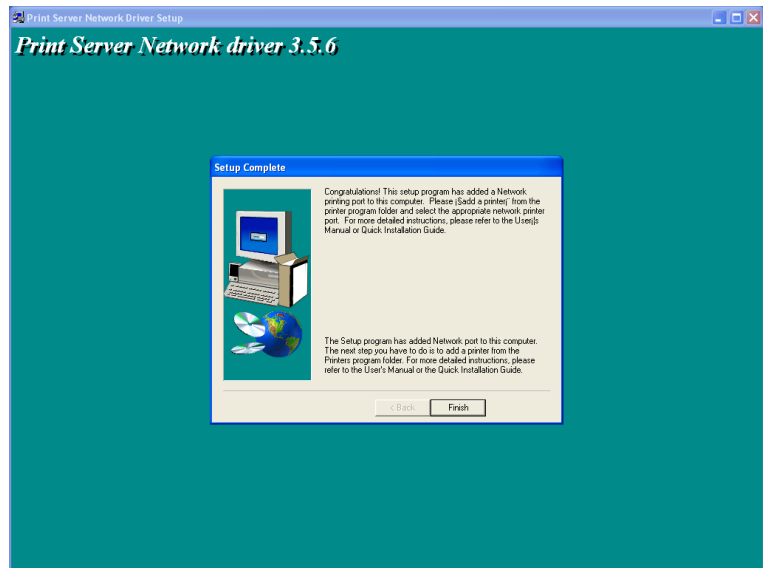 Print Server Network Driver Setup
Print Server Network driver 3.5.6
Setup Complete
Congratulations! This setup program has added a Network
printing port to this computer. Please ¡§add a printer¡¨ from the
printer program folder and select the appropriate network printer
port. For more detailed instructions, please refer to the User¡¦s
Manual or Quick Installation Guide.
The Setup program has added Network port to this computer.
The next step you have to do is to add a printer from the
Printers program folder. For more detailed instructions, please
refer to the User's Manual or the Quick Installation Guide.
< Back
Finish